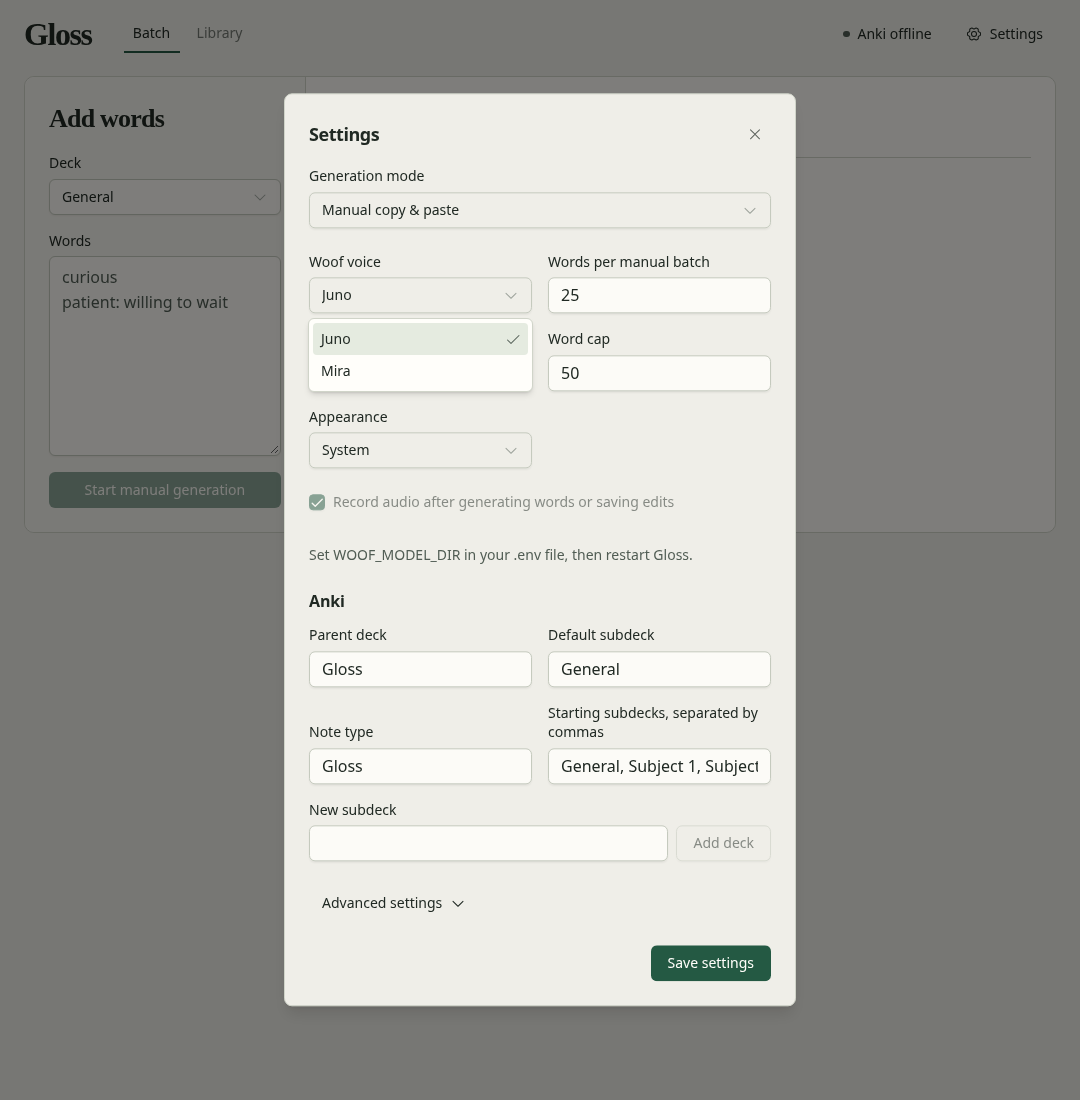 Gloss
Batch
Library
Anki offline
Settings
Add words
Deck
General
Words
curious
patient: willing to wait
Start manual generation
Settings
Generation mode
Manual copy & paste
Woof voice
Words per manual batch
Juno
25
Juno
Mira
Word cap
50
Appearance
System
Record audio after generating words or saving edits
Set WOOF_MODEL_DIR in your .env file, then restart Gloss.
Anki
Parent deck
Default subdeck
Gloss
General
Note type
Starting subdecks, separated by
commas
Gloss
General, Subject 1, Subject
New subdeck
Add deck
Advanced settings
Save settings